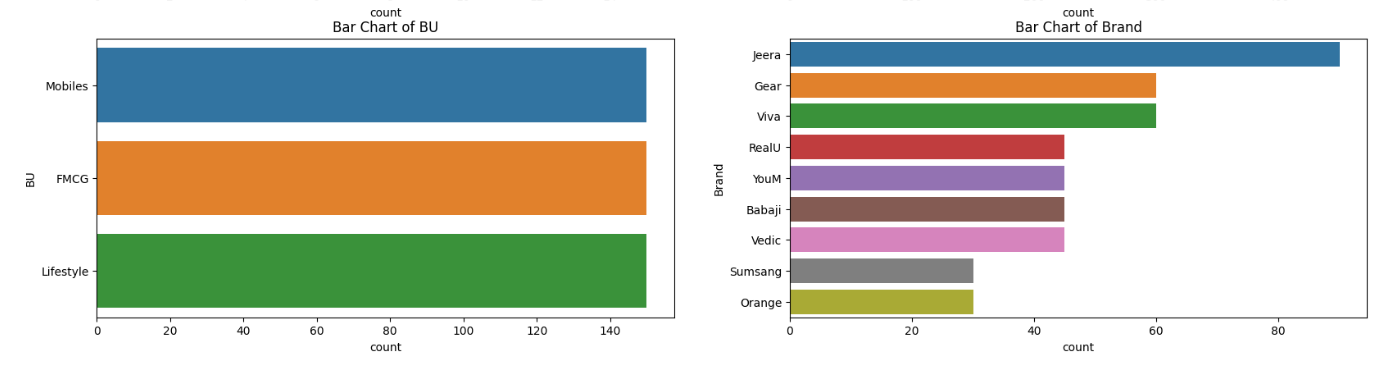 count
Bar Chart of BU
Mobiles
FMCG
Lifestyle
BU
0 20 40 60 80 100 120 140
count
count
Bar Chart of Brand
Jeera
Gear
Viva
RealU
YouM
Babaji
Vedic
Sumsang
Orange
Brand
0 20 40 60 80
count